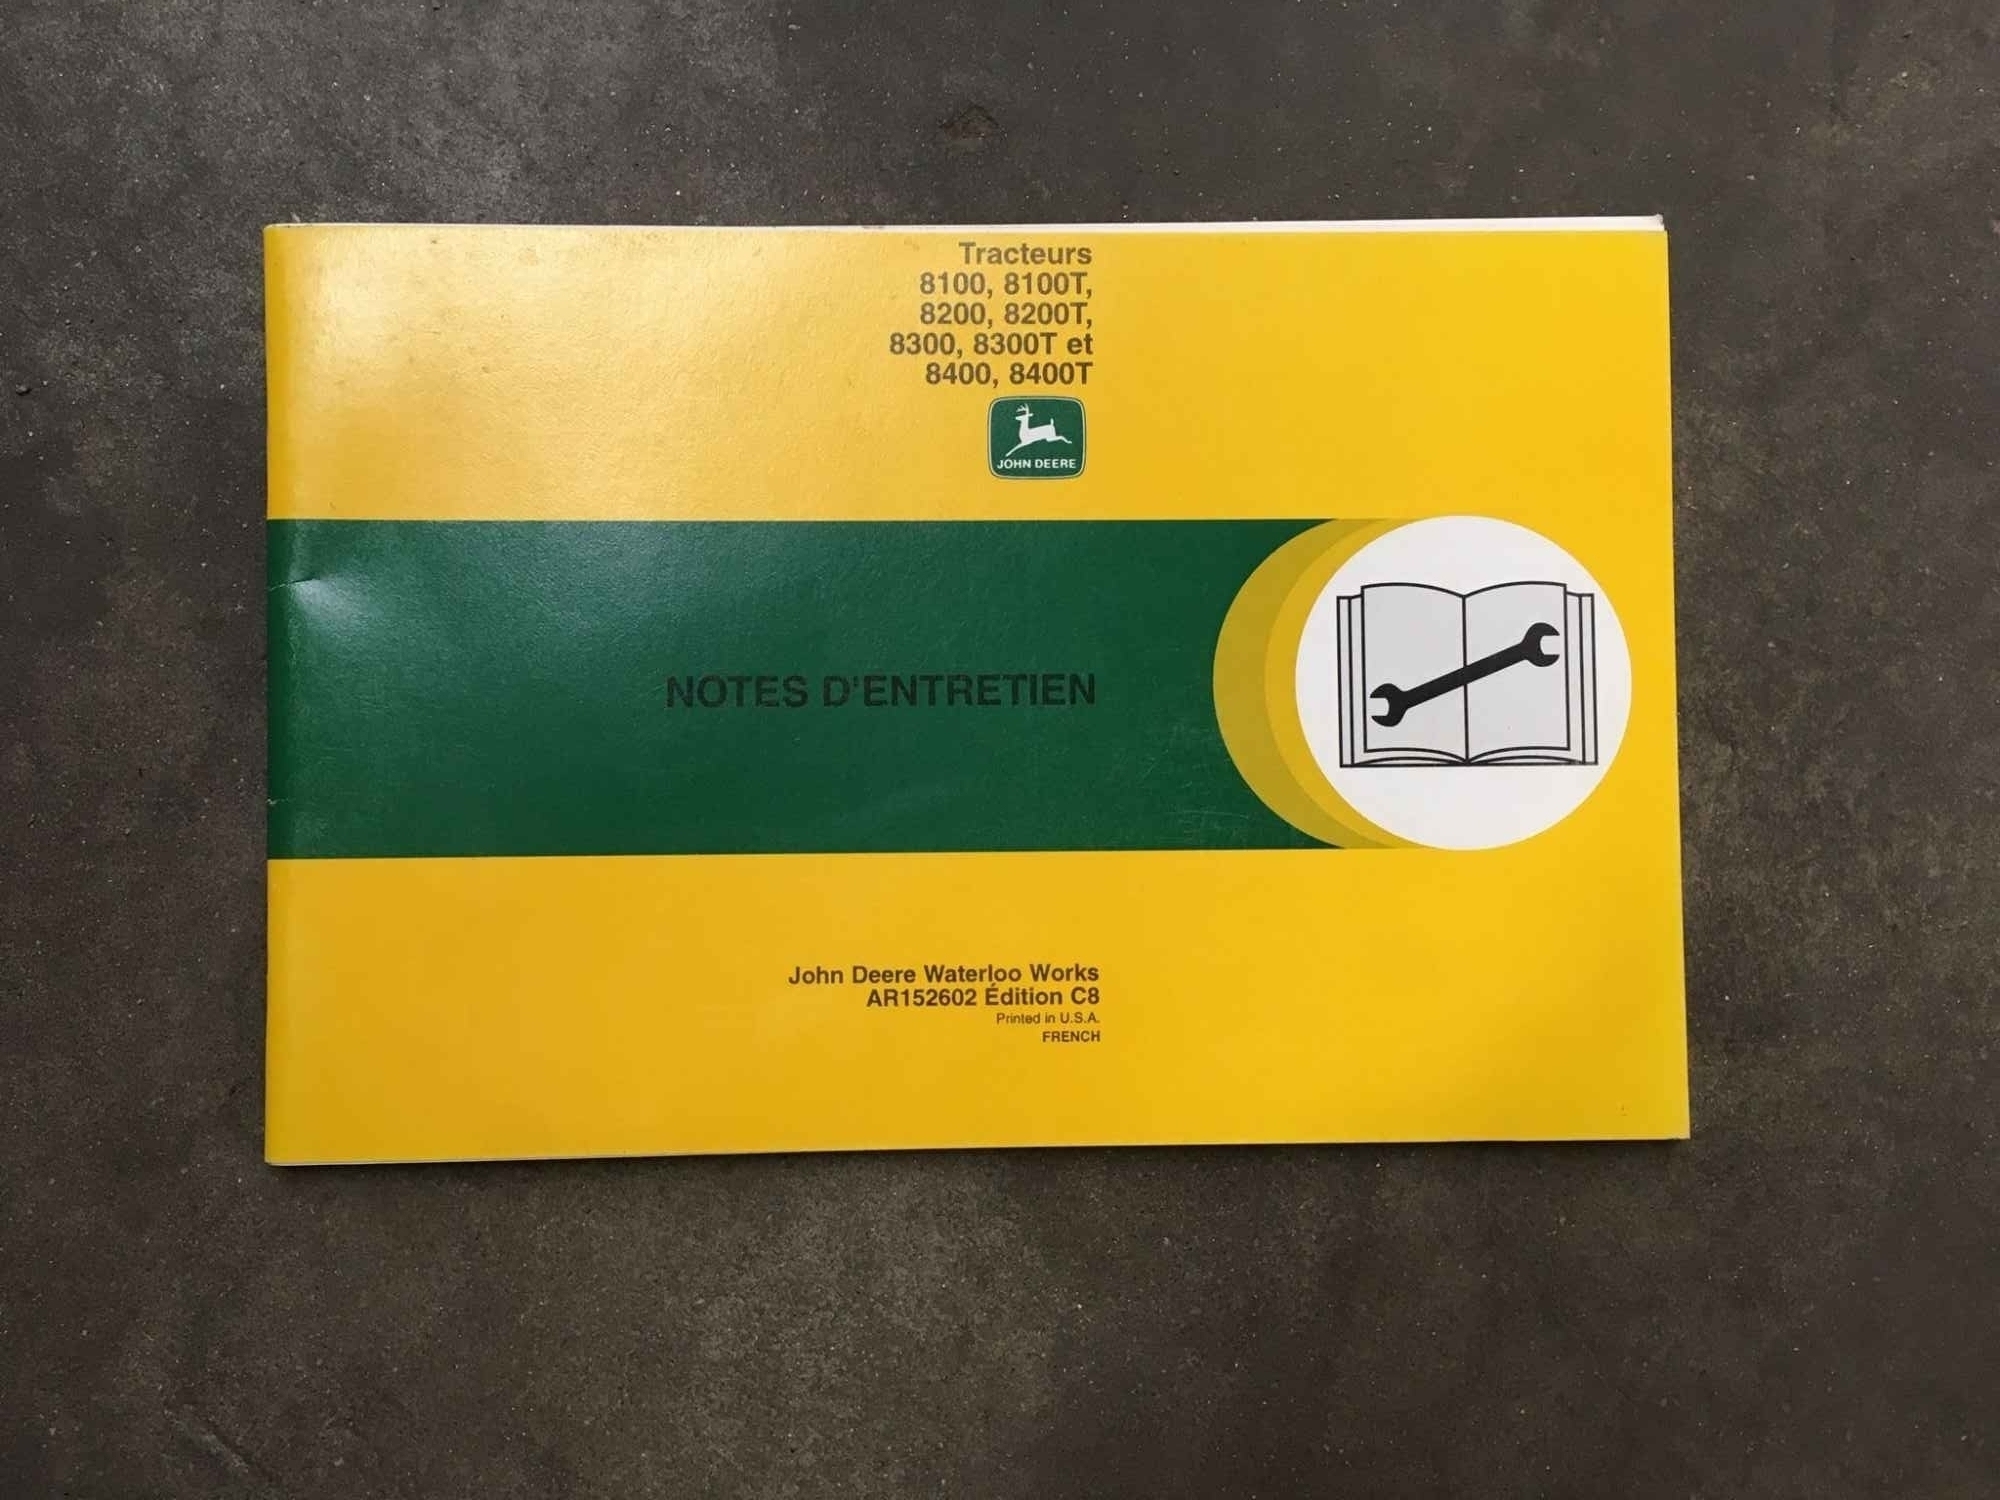 Tracteurs
8100, 8100T,
8200, 8200T,
8300, 8300T et
8400, 8400T
JOHN DEERE
NOTES D'ENTRETIEN
John Deere Waterloo Works
AR152602 Édition C8
Printed in U.S.A.
FRENCH